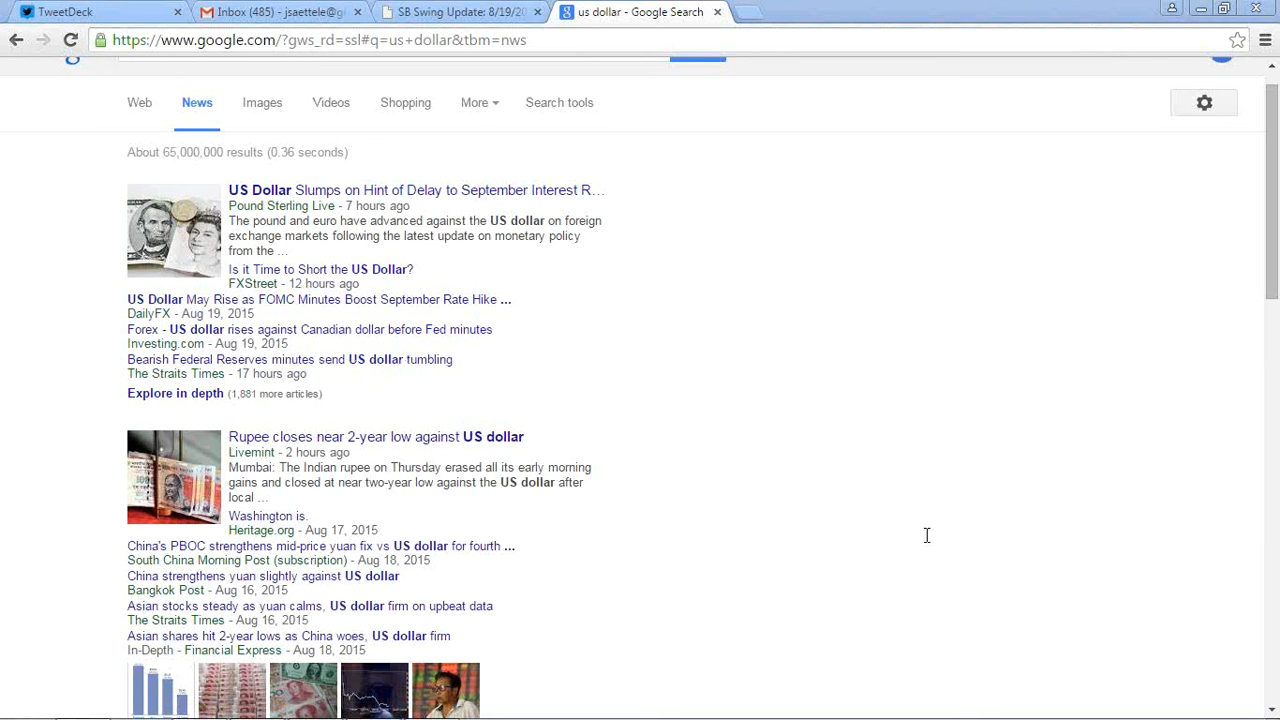 TweetDeck
Inbox (485) - jsaettele@g
SB Swing Update: 8/19/20
us dollar - Google Search
https://www.google.com/?gws_rd=ssl#q=us+dollar&tbm=nws
Web News Images Videos Shopping More Search tools
About 65,000,000 results (0.36 seconds)
US Dollar Slumps on Hint of Delay to September Interest R...
Pound Sterling Live - 7 hours ago
The pound and euro have advanced against the US dollar on foreign
exchange markets following the latest update on monetary policy
from the ...
Is it Time to Short the US Dollar?
FXStreet - 12 hours ago
US Dollar May Rise as FOMC Minutes Boost September Rate Hike ...
DailyFX - Aug 19, 2015
Forex - US dollar rises against Canadian dollar before Fed minutes
Investing.com - Aug 19, 2015
Bearish Federal Reserves minutes send US dollar tumbling
The Straits Times - 17 hours ago
Explore in depth (1,881 more articles)
Rupee closes near 2-year low against US dollar
Livemint - 2 hours ago
Mumbai: The Indian rupee on Thursday erased all its early morning
gains and closed at near two-year low against the US dollar after
local ...
Washington is.
Heritage.org - Aug 17, 2015
China's PBOC strengthens mid-price yuan fix vs US dollar for fourth ...
South China Morning Post (subscription) - Aug 18, 2015
China strengthens yuan slightly against US dollar
Bangkok Post - Aug 16, 2015
Asian stocks steady as yuan calms, US dollar firm on upbeat data
The Straits Times - Aug 16, 2015
Asian shares hit 2-year lows as China woes, US dollar firm
In-Depth - Financial Express - Aug 18, 2015